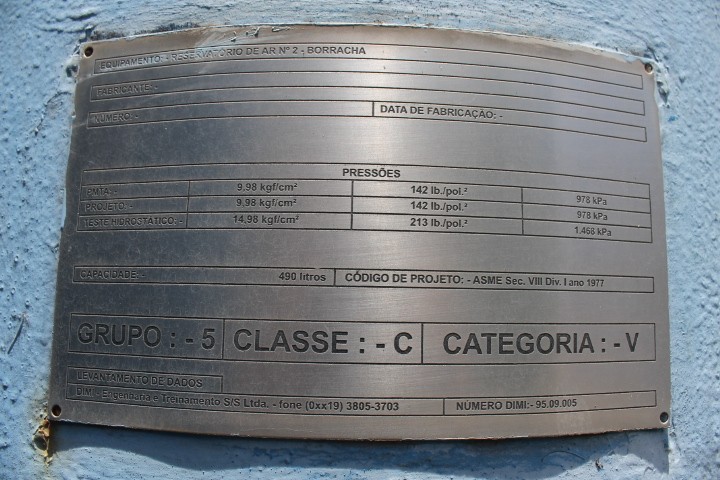 EQUIPAMENTO: - RESERVATÓRIO DE AR Nº 2 - BORRACHA
FABRICANTE:-
NÚMERO: - DATA DE FABRICAÇÃO: -
PRESSÕES
PMTA: - 9,98 kgf/cm² 142 lb./pol.² 978 kPa
PROJETO: - 9,98 kgf/cm² 142 lb./pol.² 978 kPa
TESTE HIDROSTÁTICO: - 14,98 kgf/cm² 213 lb./pol.² 1.468 kPa
CAPACIDADE:- 490 litros CÓDIGO DE PROJETO: - ASME Sec. VIII Div. I ano 1977
GRUPO : - 5 CLASSE : - C CATEGORIA : - V
LEVANTAMENTO DE DADOS
DIMI - Engenharia e Treinamento S/S Ltda. - fone (0xx19) 3805-3703 NÚMERO DIMI:- 95.09.005